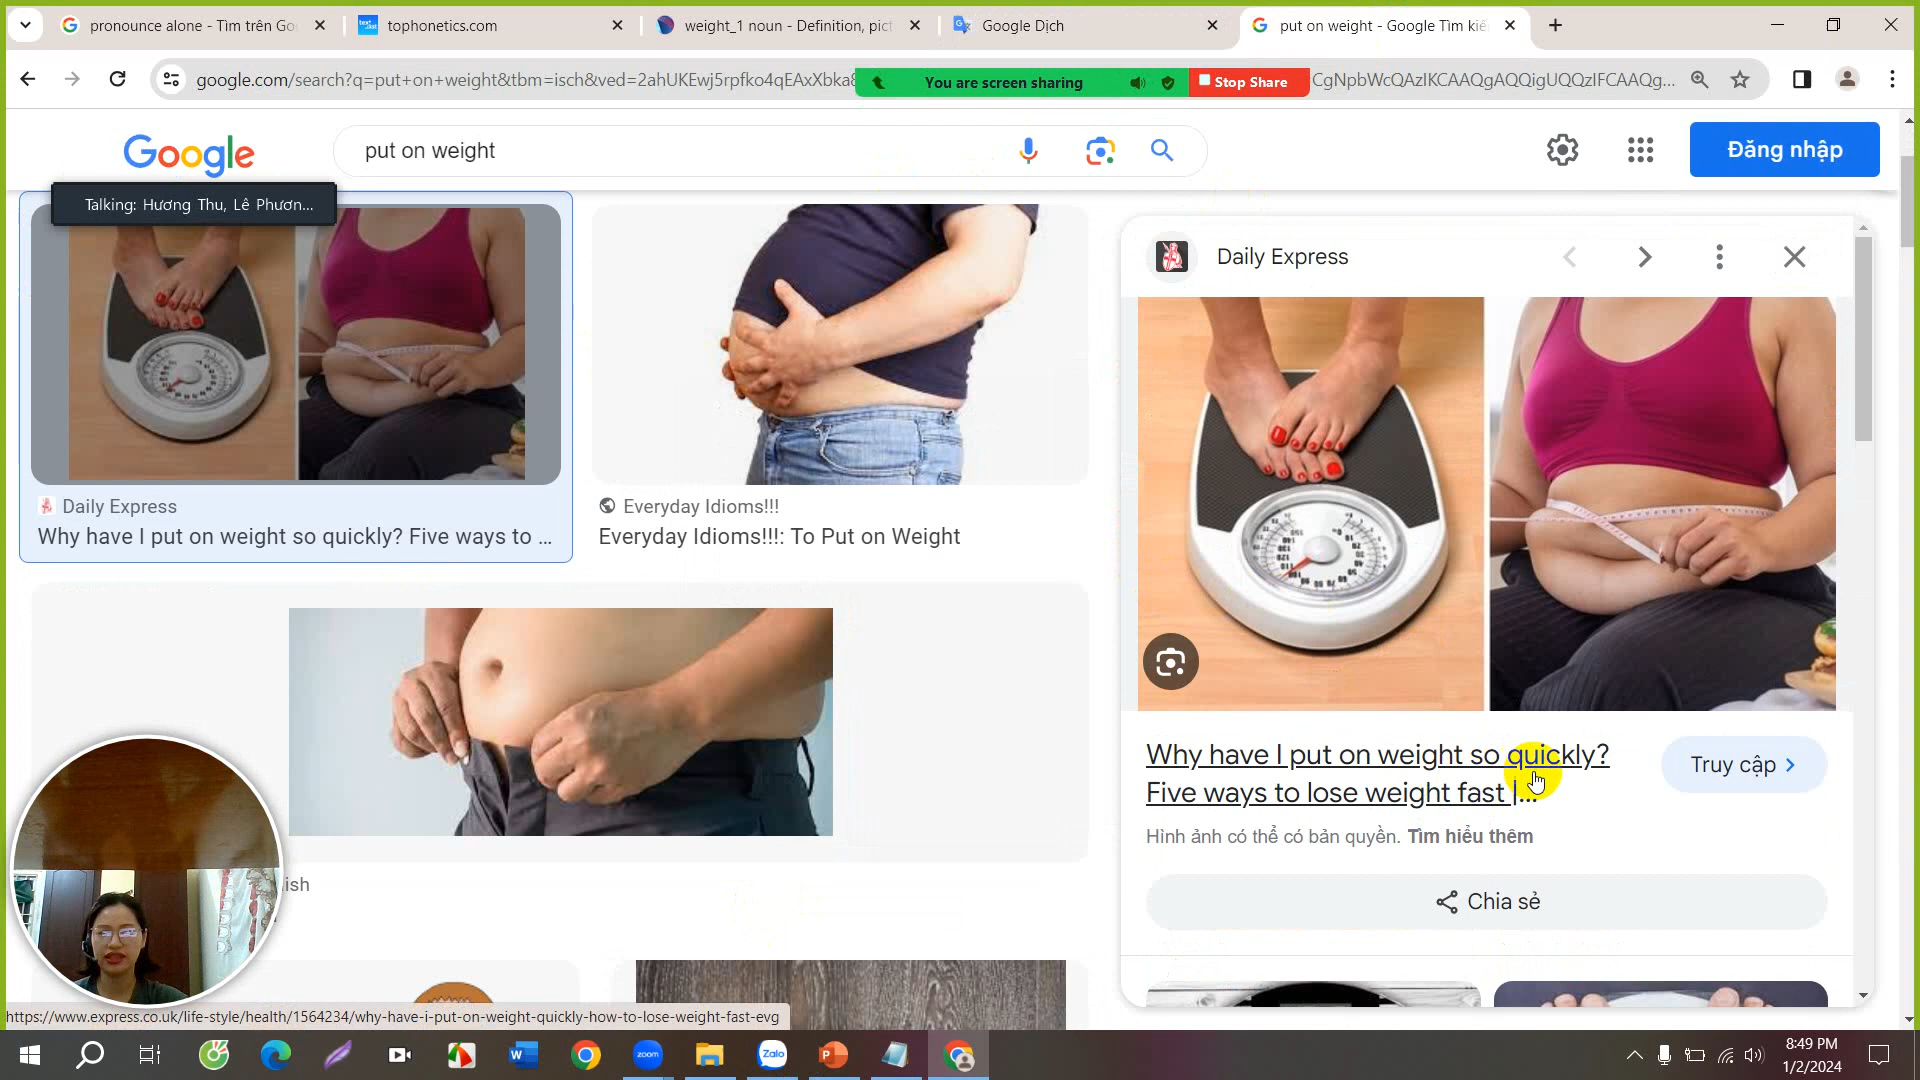 pronounce alone - Tìm trên Go
tophonetics.com
weight_1 noun - Definition, pict
Google Dịch
put on weight - Google Tìm kiế
google.com/search?q=put+on+weight&tbm=isch&ved=2ahUKEwj5rpfko4qEAxXbka8
You are screen sharing
Stop Share
CgNpbWcQAzIKCAAQgAQQigUQQzIFCAAQg...
Google
put on weight
Đăng nhập
Talking: Hương Thu, Lê Phươn...
Daily Express
Daily Express
Why have I put on weight so quickly? Five ways to ...
Everyday Idioms!!!
Everyday Idioms!!!: To Put on Weight
Why have I put on weight so quickly?
Five ways to lose weight fast |...
Truy cập
Hình ảnh có thể có bản quyền. Tìm hiểu thêm
Chia sẻ
ish
https://www.express.co.uk/life-style/health/1564234/why-have-i-put-on-weight-quickly-how-to-lose-weight-fast-evg
zoom
Zalo
8:49 PM
1/2/2024